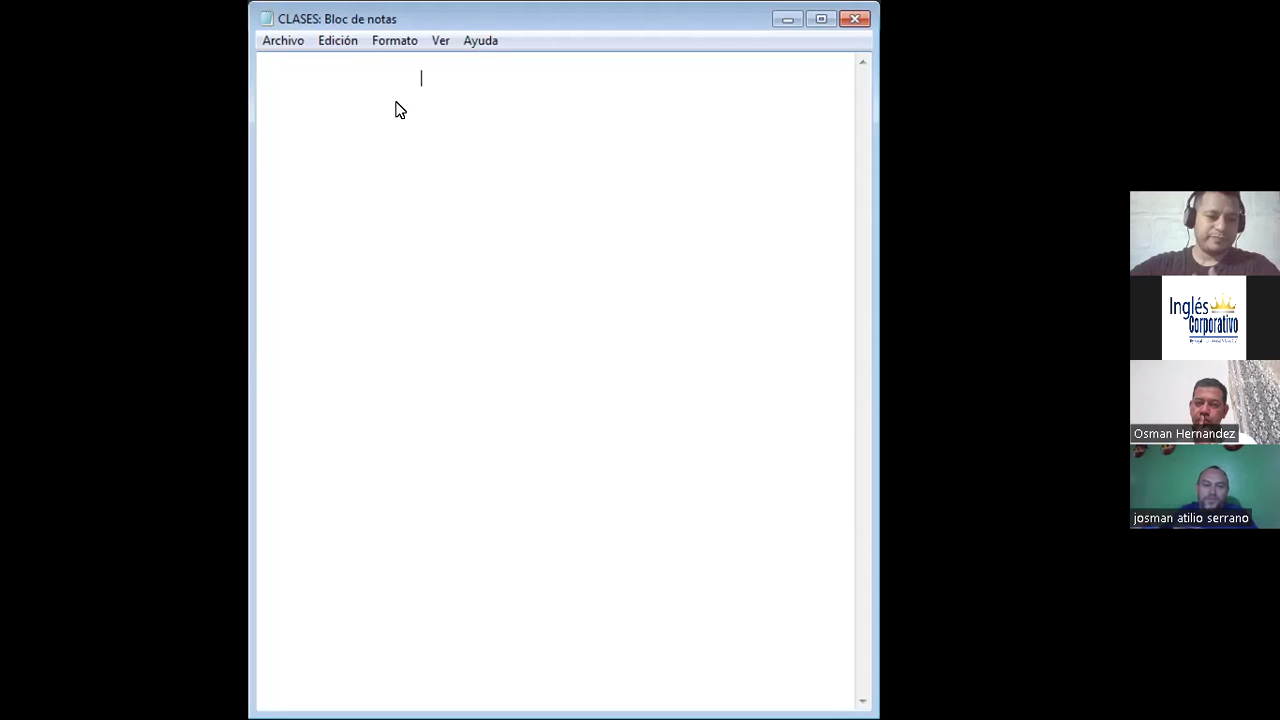 CLASES: Bloc de notas
Archivo Edición Formato Ver Ayuda
Inglés
Corporativo
Osman Hernandez
josman atilio serrano